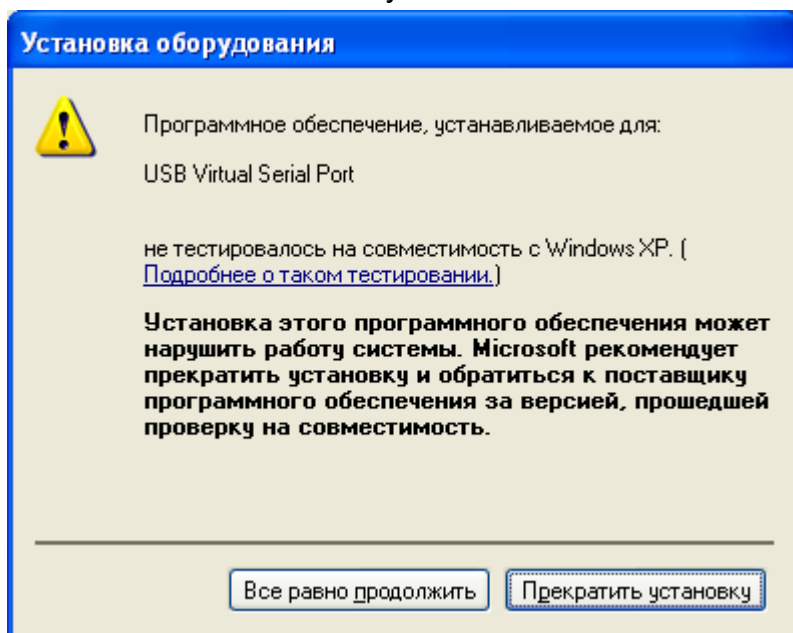 Установка оборудования
Программное обеспечение, устанавливаемое для:
USB Virtual Serial Port
не тестировалось на совместимость с Windows XP. (
Подробнее о таком тестировании.)
Установка этого программного обеспечения может
нарушить работу системы. Microsoft рекомендует
прекратить установку и обратиться к поставщику
программного обеспечения за версией, прошедшей
проверку на совместимость.
Все равно продолжить
Прекратить установку